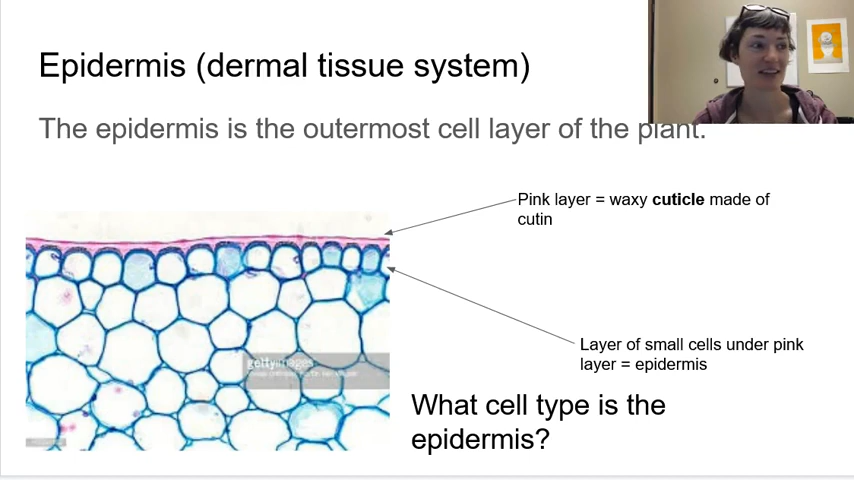 Epidermis (dermal tissue system)
The epidermis is the outermost cell layer of the plant.
Pink layer = waxy cuticle made of
cutin
gettyimages
Layer of small cells under pink
layer = epidermis
What cell type is the
epidermis?